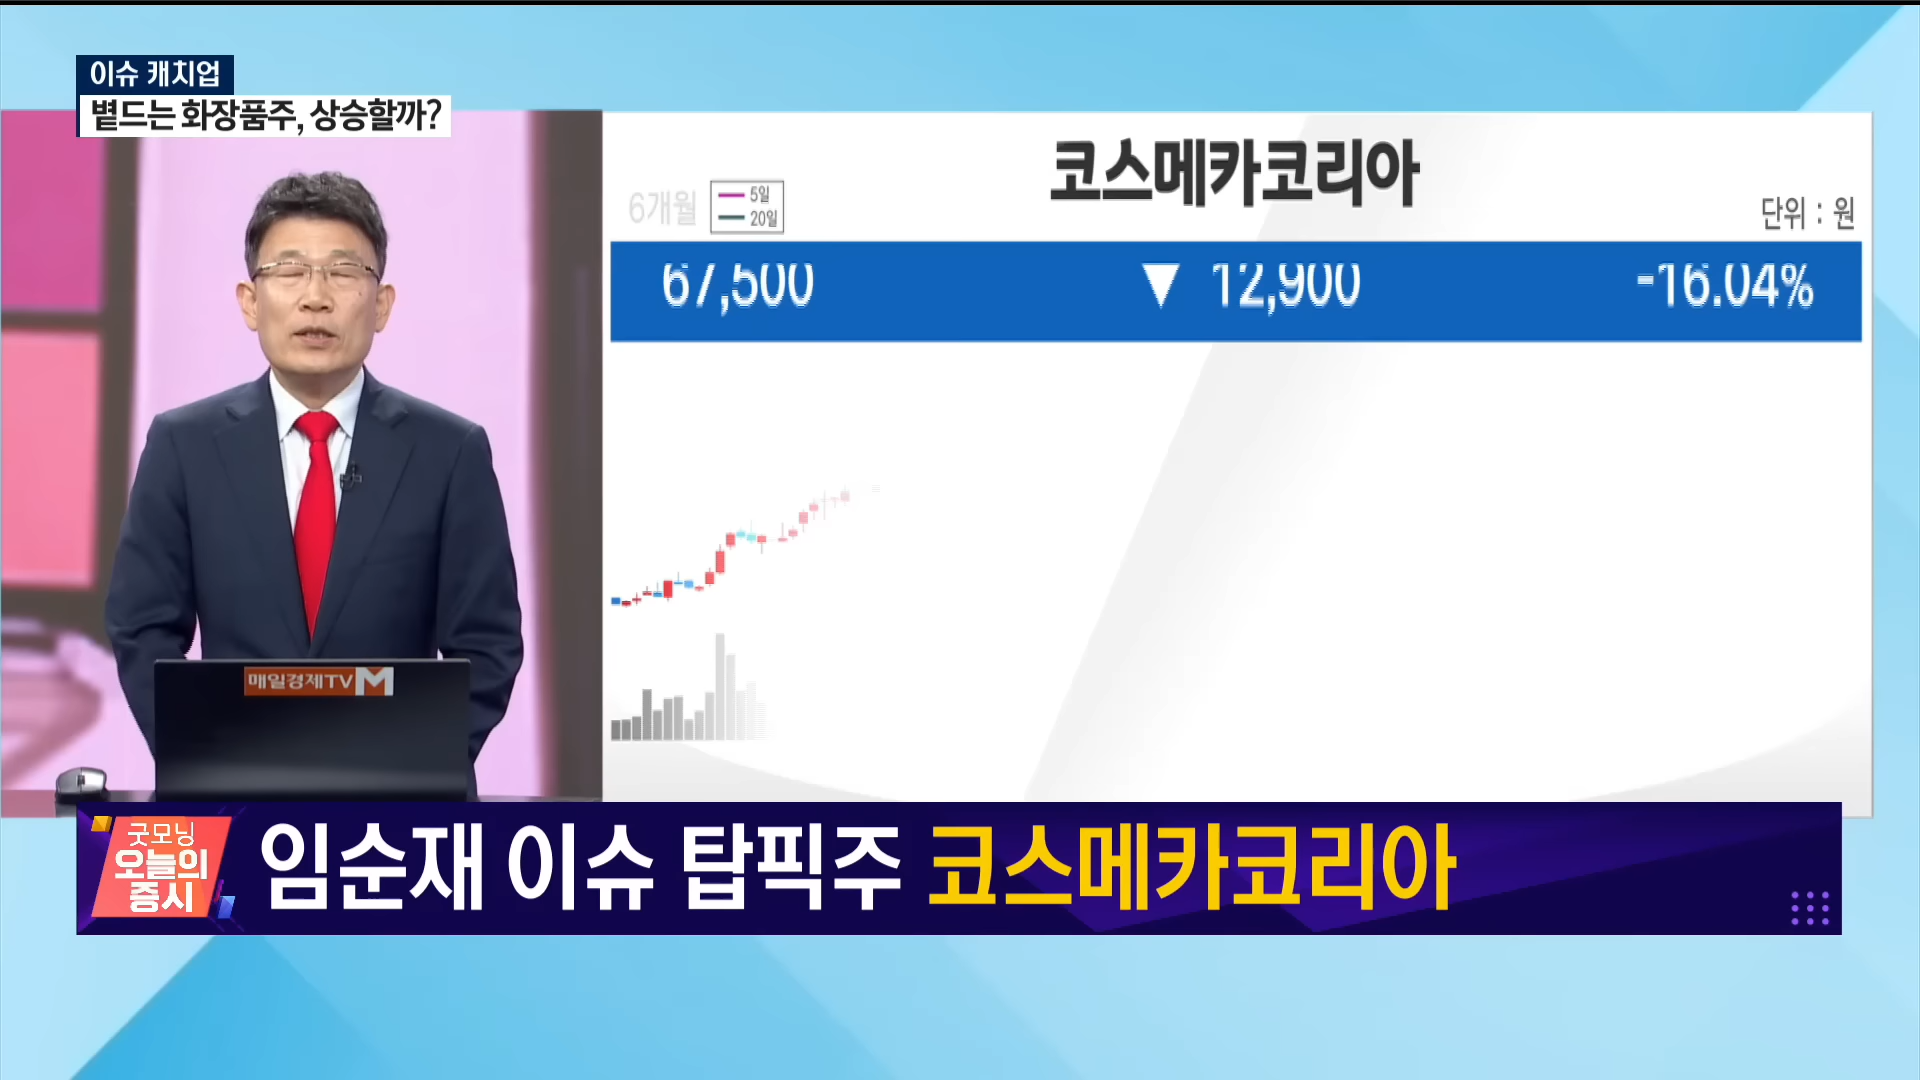 이슈 캐치업
볕드는 화장품주, 상승할까?
코스메카코리아
6개월
5일
20일
단위 : 원
67,500 ▼ 12,900 -16.04%
매일경제TV M
굿모닝
오늘의
증시
임순재 이슈 탑픽주 코스메카코리아